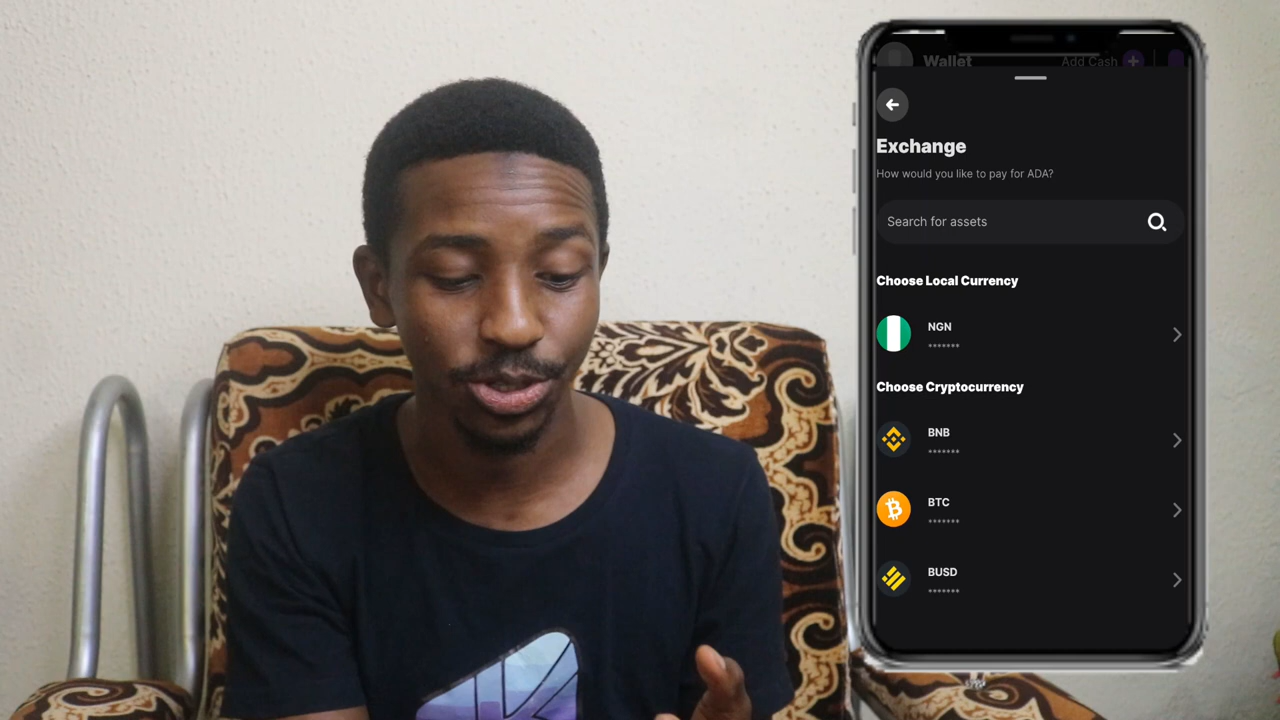 Wallet
Add Cash
Exchange
How would you like to pay for ADA?
Search for assets
Choose Local Currency
NGN
*******
Choose Cryptocurrency
BNB
*******
BTC
*******
BUSD
*******